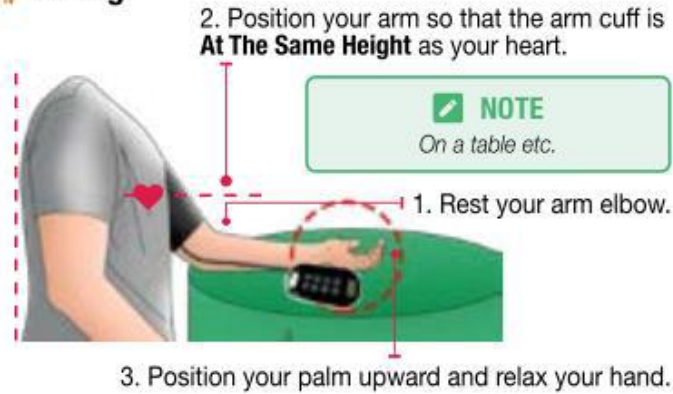 2. Position your arm so that the arm cuff is
At The Same Height as your heart.
NOTE
On a table etc.
1. Rest your arm elbow.
3. Position your palm upward and relax your hand.